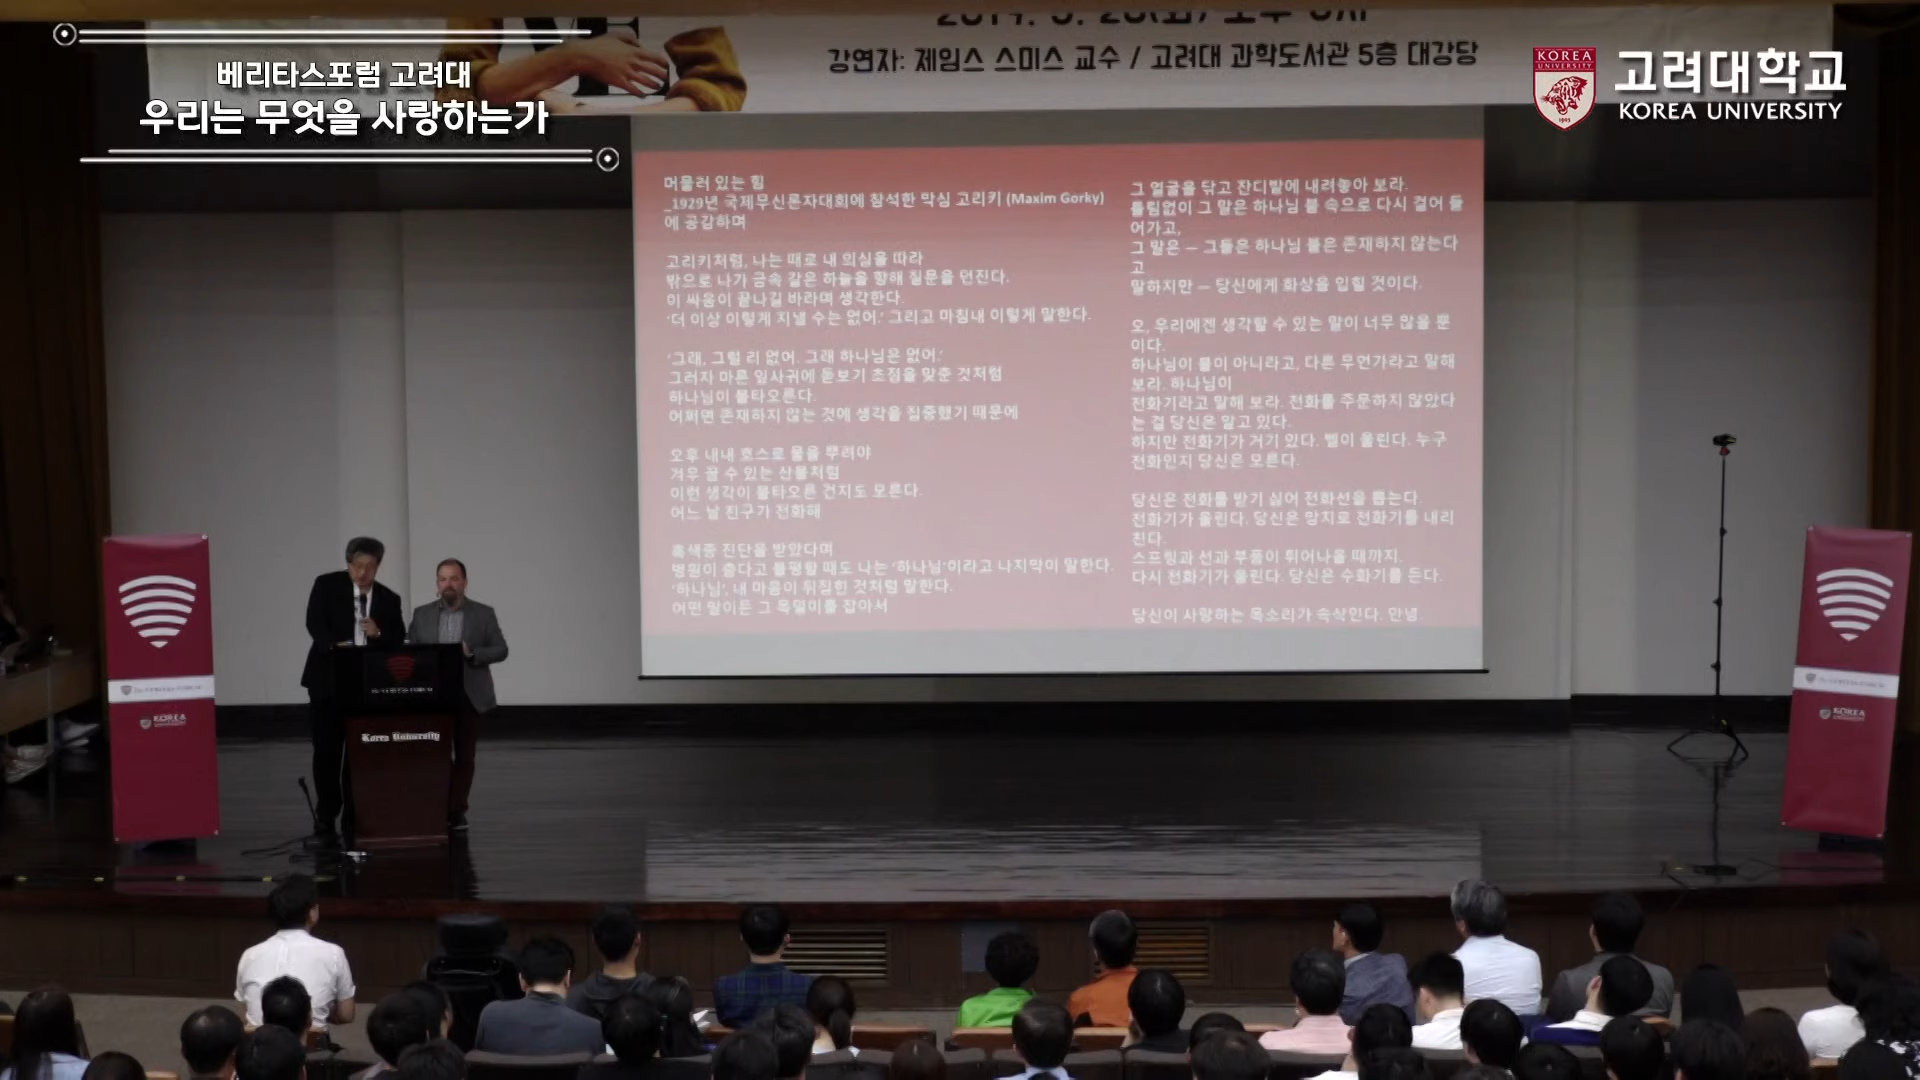 베리타스포럼 고려대
우리는 무엇을 사랑하는가
강연자: 제임스 스미스 교수 / 고려대 과학도서관 5층 대강당
KOREA
UNIVERSITY
1905
고려대학교
KOREA UNIVERSITY
머물러 있는 힘
_1929년 국제무신론자대회에 참석한 막심 고리키 (Maxim Gorky)
에 공감하며
고리키처럼, 나는 때로 내 의심을 따라
밖으로 나가 금속 같은 하늘을 향해 질문을 던진다.
이 싸움이 끝나길 바라며 생각한다.
'더 이상 이렇게 지낼 수는 없어.' 그리고 마침내 이렇게 말한다.
'그래, 그럴 리 없어. 그래 하나님은 없어.'
그러자 마른 잎사귀에 돋보기 초점을 맞춘 것처럼
하나님이 불타오른다.
어쩌면 존재하지 않는 것에 생각을 집중했기 때문에
오후 내내 호스로 물을 뿌려야
겨우 끌 수 있는 산불처럼
이런 생각이 불타오른 건지도 모른다.
어느 날 친구가 전화해
흑색종 진단을 받았다며
병원이 춥다고 불평할 때도 나는 '하나님'이라고 나지막이 말한다.
'하나님', 내 마음이 뒤집힌 것처럼 말한다.
어떤 말이든 그 목덜미를 잡아서
그 얼굴을 닦고 잔디밭에 내려놓아 보라.
틀림없이 그 말은 하나님 불 속으로 다시 걸어 들
어가고,
그 말은 – 그들은 하나님 불은 존재하지 않는다
고
말하지만 – 당신에게 화상을 입힐 것이다.
오, 우리에겐 생각할 수 있는 말이 너무 많을 뿐
이다.
하나님이 불이 아니라고, 다른 무언가라고 말해
보라. 하나님이
전화기라고 말해 보라. 전화를 주문하지 않았다
는 걸 당신은 알고 있다.
하지만 전화기가 거기 있다. 벨이 울린다. 누구
전화인지 당신은 모른다.
당신은 전화를 받기 싫어 전화선을 뽑는다.
전화기가 울린다. 당신은 망치로 전화기를 내리
친다.
스프링과 선과 부품이 튀어나올 때까지.
다시 전화기가 울린다. 당신은 수화기를 든다.
당신이 사랑하는 목소리가 속삭인다. 안녕.
KOREA
Korea University
KOREA